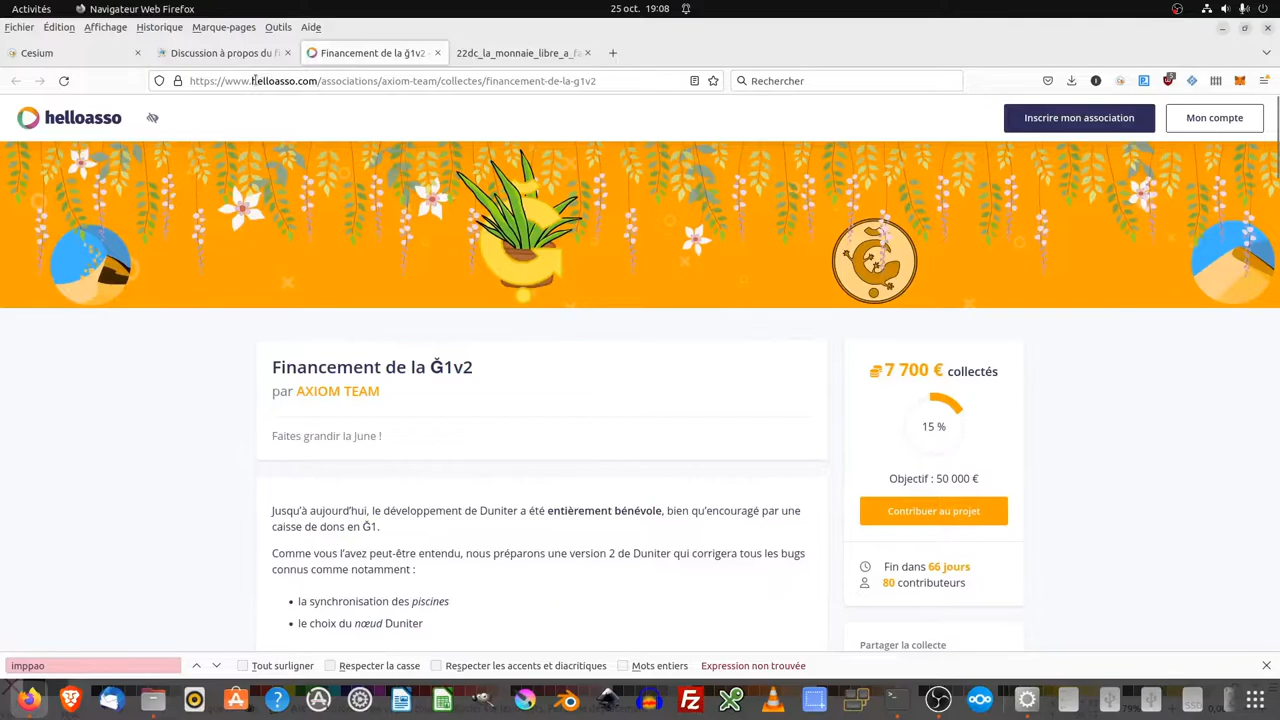 Activités
Navigateur Web Firefox
25 oct. 19:08
Fichier Édition Affichage Historique Marque-pages Outils Aide
Cesium
Discussion à propos du f
Financement de la ğ1v2 -
22dc_la_monnaie_libre_a_fa
https://www.helloasso.com/associations/axiom-team/collectes/financement-de-la-g1v2
Rechercher
helloasso
Inscrire mon association
Mon compte
Financement de la Ğ1v2
par AXIOM TEAM
Faites grandir la June !
7 700 € collectés
15 %
Objectif : 50 000 €
Contribuer au projet
Fin dans 66 jours
80 contributeurs
Partager la collecte
Jusqu’à aujourd’hui, le développement de Duniter a été entièrement bénévole, bien qu’encouragé par une
caisse de dons en Ğ1.
Comme vous l’avez peut-être entendu, nous préparons une version 2 de Duniter qui corrigera tous les bugs
connus comme notamment :
• la synchronisation des piscines
• le choix du nœud Duniter
imppao
Tout surligner
Respecter la casse
Respecter les accents et diacritiques
Mots entiers
Expression non trouvée